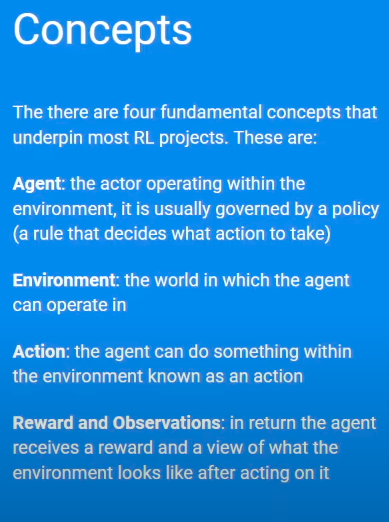 Concepts
The there are four fundamental concepts that
underpin most RL projects. These are:
Agent: the actor operating within the
environment, it is usually governed by a policy
(a rule that decides what action to take)
Environment: the world in which the agent
can operate in
Action: the agent can do something within
the environment known as an action
Reward and Observations: in return the agent
receives a reward and a view of what the
environment looks like after acting on it